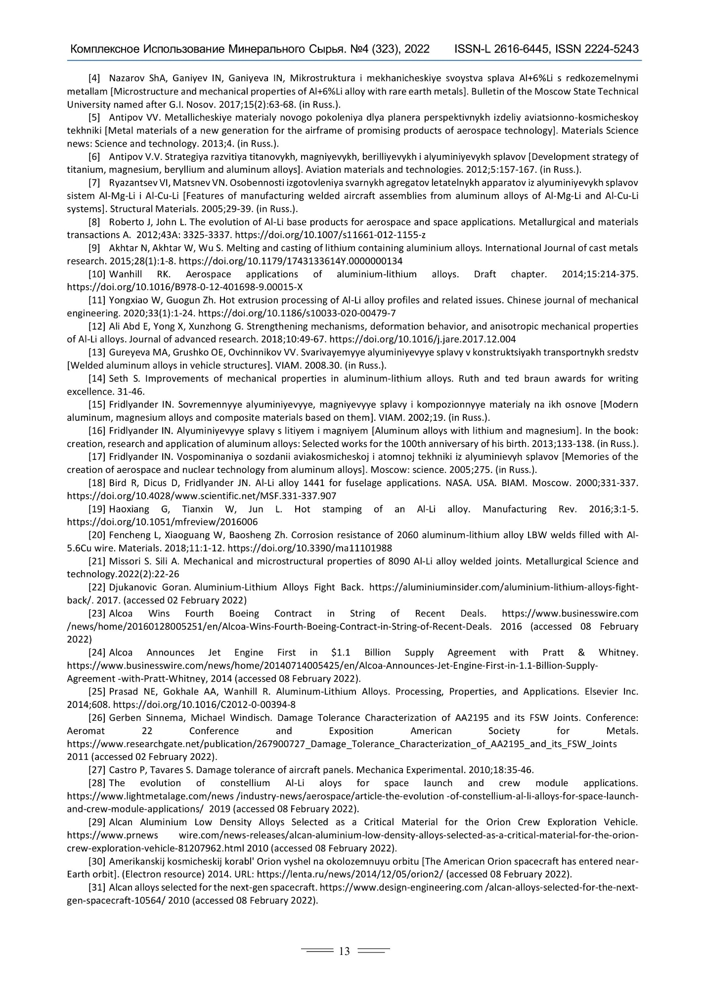 Комплексное Использование Минерального Сырья. №4 (323), 2022 ISSN-L 2616-6445, ISSN 2224-5243
[4] Nazarov ShA, Ganiyev IN, Ganiyeva IN, Mikrostruktura i mekhanicheskiye svoystva splava Al+6%Li s redkozemelnymi
metallam [Microstructure and mechanical properties of Al+6%Li alloy with rare earth metals]. Bulletin of the Moscow State Technical
University named after G.I. Nosov. 2017;15(2):63-68. (in Russ.).
[5] Antipov VV. Metallicheskiye materialy novogo pokoleniya dlya planera perspektivnykh izdeliy aviatsionno-kosmicheskoy
tekhniki [Metal materials of a new generation for the airframe of promising products of aerospace technology]. Materials Science
news: Science and technology. 2013;4. (in Russ.).
[6] Antipov V.V. Strategiya razvitiya titanovykh, magniyevykh, berilliyevykh i alyuminiyevykh splavov [Development strategy of
titanium, magnesium, beryllium and aluminum alloys]. Aviation materials and technologies. 2012;5:157-167. (in Russ.).
[7] Ryazantsev VI, Matsnev VN. Osobennosti izgotovleniya svarnykh agregatov letatelnykh apparatov iz alyuminiyevykh splavov
sistem Al-Mg-Li i Al-Cu-Li [Features of manufacturing welded aircraft assemblies from aluminum alloys of Al-Mg-Li and Al-Cu-Li
systems]. Structural Materials. 2005;29-39. (in Russ.).
[8] Roberto J, John L. The evolution of Al-Li base products for aerospace and space applications. Metallurgical and materials
transactions A. 2012;43A: 3325-3337. https://doi.org/10.1007/s11661-012-1155-z
[9] Akhtar N, Akhtar W, Wu S. Melting and casting of lithium containing aluminium alloys. International Journal of cast metals
research. 2015;28(1):1-8. https://doi.org/10.1179/1743133614Y.0000000134
[10] Wanhill RK. Aerospace applications of aluminium-lithium alloys. Draft chapter. 2014;15:214-375.
https://doi.org/10.1016/B978-0-12-401698-9.00015-X
[11] Yongxiao W, Guogun Zh. Hot extrusion processing of Al-Li alloy profiles and related issues. Chinese journal of mechanical
engineering. 2020;33(1):1-24. https://doi.org/10.1186/s10033-020-00479-7
[12] Ali Abd E, Yong X, Xunzhong G. Strengthening mechanisms, deformation behavior, and anisotropic mechanical properties
of Al-Li alloys. Journal of advanced research. 2018;10:49-67. https://doi.org/10.1016/j.jare.2017.12.004
[13] Gureyeva MA, Grushko OE, Ovchinnikov VV. Svarivayemyye alyuminiyevyye splavy v konstruktsiyakh transportnykh sredstv
[Welded aluminum alloys in vehicle structures]. VIAM. 2008.30. (in Russ.).
[14] Seth S. Improvements of mechanical properties in aluminum-lithium alloys. Ruth and ted braun awards for writing
excellence. 31-46.
[15] Fridlyander IN. Sovremennyye alyuminiyevyye, magniyevyye splavy i kompozionnyye materialy na ikh osnove [Modern
aluminum, magnesium alloys and composite materials based on them]. VIAM. 2002;19. (in Russ.).
[16] Fridlyander IN. Alyuminiyevyye splavy s litiyem i magniyem [Aluminum alloys with lithium and magnesium]. In the book:
creation, research and application of aluminum alloys: Selected works for the 100th anniversary of his birth. 2013;133-138. (in Russ.).
[17] Fridlyander IN. Vospominaniya o sozdanii aviakosmicheskoj i atomnoj tekhniki iz alyuminievyh splavov [Memories of the
creation of aerospace and nuclear technology from aluminum alloys]. Moscow: science. 2005;275. (in Russ.).
[18] Bird R, Dicus D, Fridlyander JN. Al-Li alloy 1441 for fuselage applications. NASA. USA. BIAM. Moscow. 2000;331-337.
https://doi.org/10.4028/www.scientific.net/MSF.331-337.907
[19] Haoxiang G, Tianxin W, Jun L. Hot stamping of an Al-Li alloy. Manufacturing Rev. 2016;3:1-5.
https://doi.org/10.1051/mfreview/2016006
[20] Fencheng L, Xiaoguang W, Baosheng Zh. Corrosion resistance of 2060 aluminum-lithium alloy LBW welds filled with Al-
5.6Cu wire. Materials. 2018;11:1-12. https://doi.org/10.3390/ma11101988
[21] Missori S. Sili A. Mechanical and microstructural properties of 8090 Al-Li alloy welded joints. Metallurgical Science and
technology.2022(2):22-26
[22] Djukanovic Goran. Aluminium-Lithium Alloys Fight Back. https://aluminiuminsider.com/aluminium-lithium-alloys-fight-
back/. 2017. (accessed 02 February 2022)
[23] Alcoa Wins Fourth Boeing Contract in String of Recent Deals. https://www.businesswire.com
/news/home/20160128005251/en/Alcoa-Wins-Fourth-Boeing-Contract-in-String-of-Recent-Deals. 2016 (accessed 08 February
2022)
[24] Alcoa Announces Jet Engine First in $1.1 Billion Supply Agreement with Pratt & Whitney.
https://www.businesswire.com/news/home/20140714005425/en/Alcoa-Announces-Jet-Engine-First-in-1.1-Billion-Supply-
Agreement -with-Pratt-Whitney, 2014 (accessed 08 February 2022).
[25] Prasad NE, Gokhale AA, Wanhill R. Aluminum-Lithium Alloys. Processing, Properties, and Applications. Elsevier Inc.
2014;608. https://doi.org/10.1016/C2012-0-00394-8
[26] Gerben Sinnema, Michael Windisch. Damage Tolerance Characterization of AA2195 and its FSW Joints. Conference:
Aeromat 22 Conference and Exposition American Society for Metals.
https://www.researchgate.net/publication/267900727_Damage_Tolerance_Characterization_of_AA2195_and_its_FSW_Joints
2011 (accessed 02 February 2022).
[27] Castro P, Tavares S. Damage tolerance of aircraft panels. Mechanica Experimental. 2010;18:35-46.
[28] The evolution of constellium Al-Li aloys for space launch and crew module applications.
https://www.lightmetalage.com/news /industry-news/aerospace/article-the-evolution -of-constellium-al-li-alloys-for-space-launch-
and-crew-module-applications/ 2019 (accessed 08 February 2022).
[29] Alcan Aluminium Low Density Alloys Selected as a Critical Material for the Orion Crew Exploration Vehicle.
https://www.prnews wire.com/news-releases/alcan-aluminium-low-density-alloys-selected-as-a-critical-material-for-the-orion-
crew-exploration-vehicle-81207962.html 2010 (accessed 08 February 2022).
[30] Amerikanskij kosmicheskij korabl' Orion vyshel na okolozemnuyu orbitu [The American Orion spacecraft has entered near-
Earth orbit]. (Electron resource) 2014. URL: https://lenta.ru/news/2014/12/05/orion2/ (accessed 08 February 2022).
[31] Alcan alloys selected for the next-gen spacecraft. https://www.design-engineering.com /alcan-alloys-selected-for-the-next-
gen-spacecraft-10564/ 2010 (accessed 08 February 2022).
13